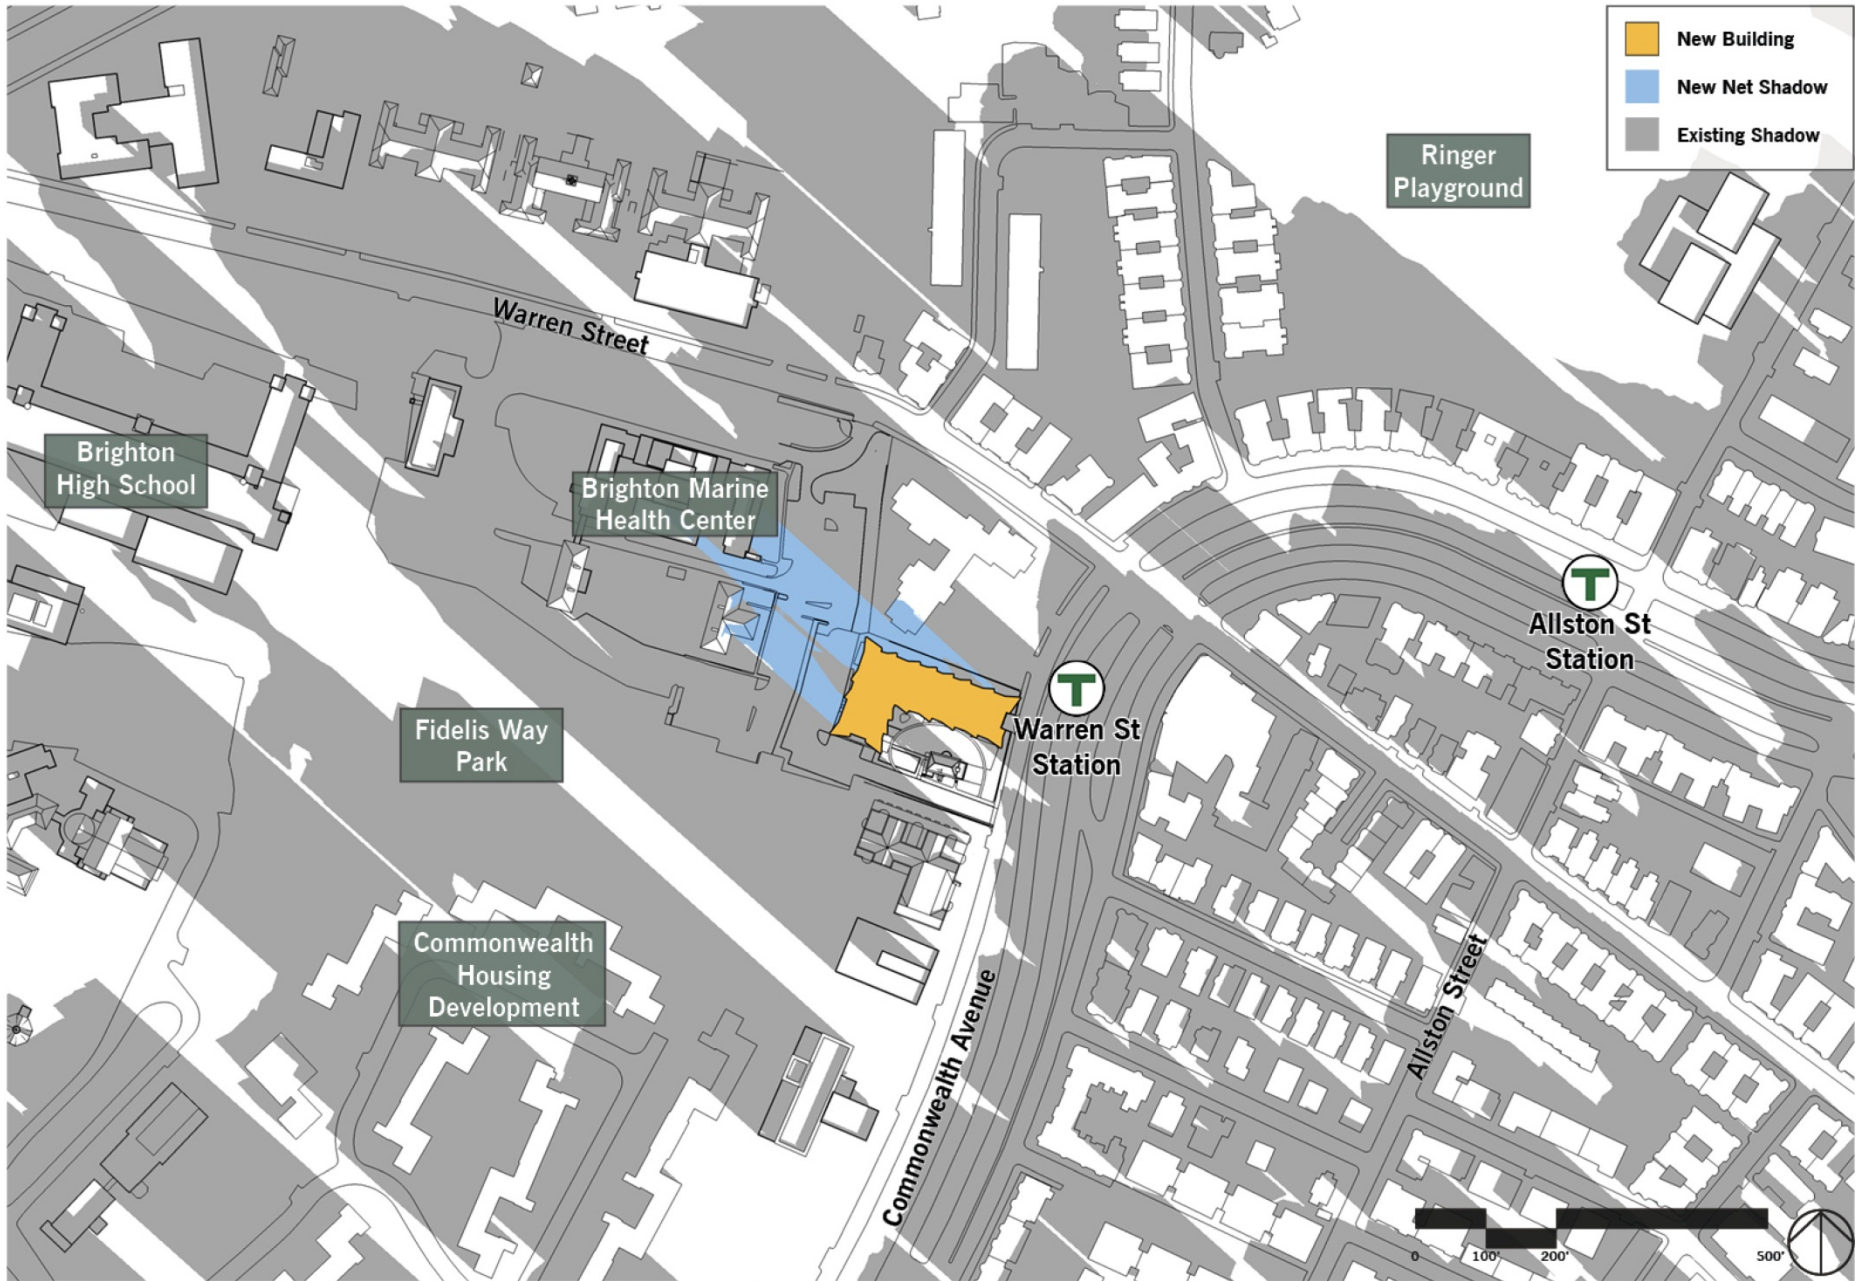 New Building
New Net Shadow
Existing Shadow
Ringer
Playground
Warren Street
Brighton
High School
Brighton Marine
Health Center
T
Allston St
Station
T
Warren St
Station
Fidelis Way
Park
Commonwealth
Housing
Development
Commonwealth Avenue
Allston Street
0 100' 200' 500'